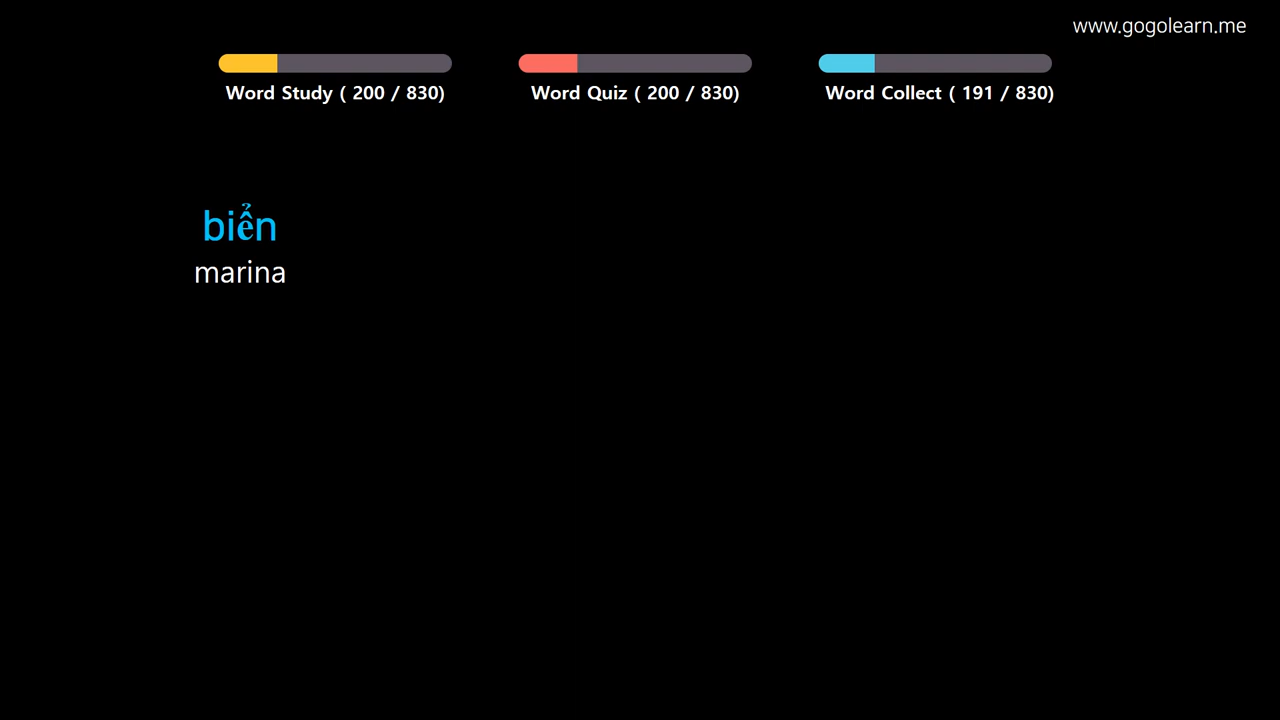 www.gogolearn.me
Word Study ( 200 / 830)
Word Quiz ( 200 / 830)
Word Collect ( 191 / 830)
biển
marina